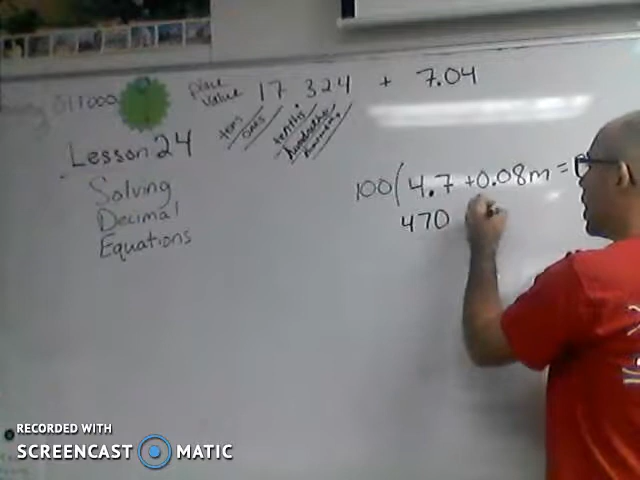 place value 17.324 + 7.04
Lesson 24
tens
ones
tenths
hundredths
Solving
Decimal
Equations
100(4.7 + 0.08m =
470
RECORDED WITH
SCREENCAST O MATIC